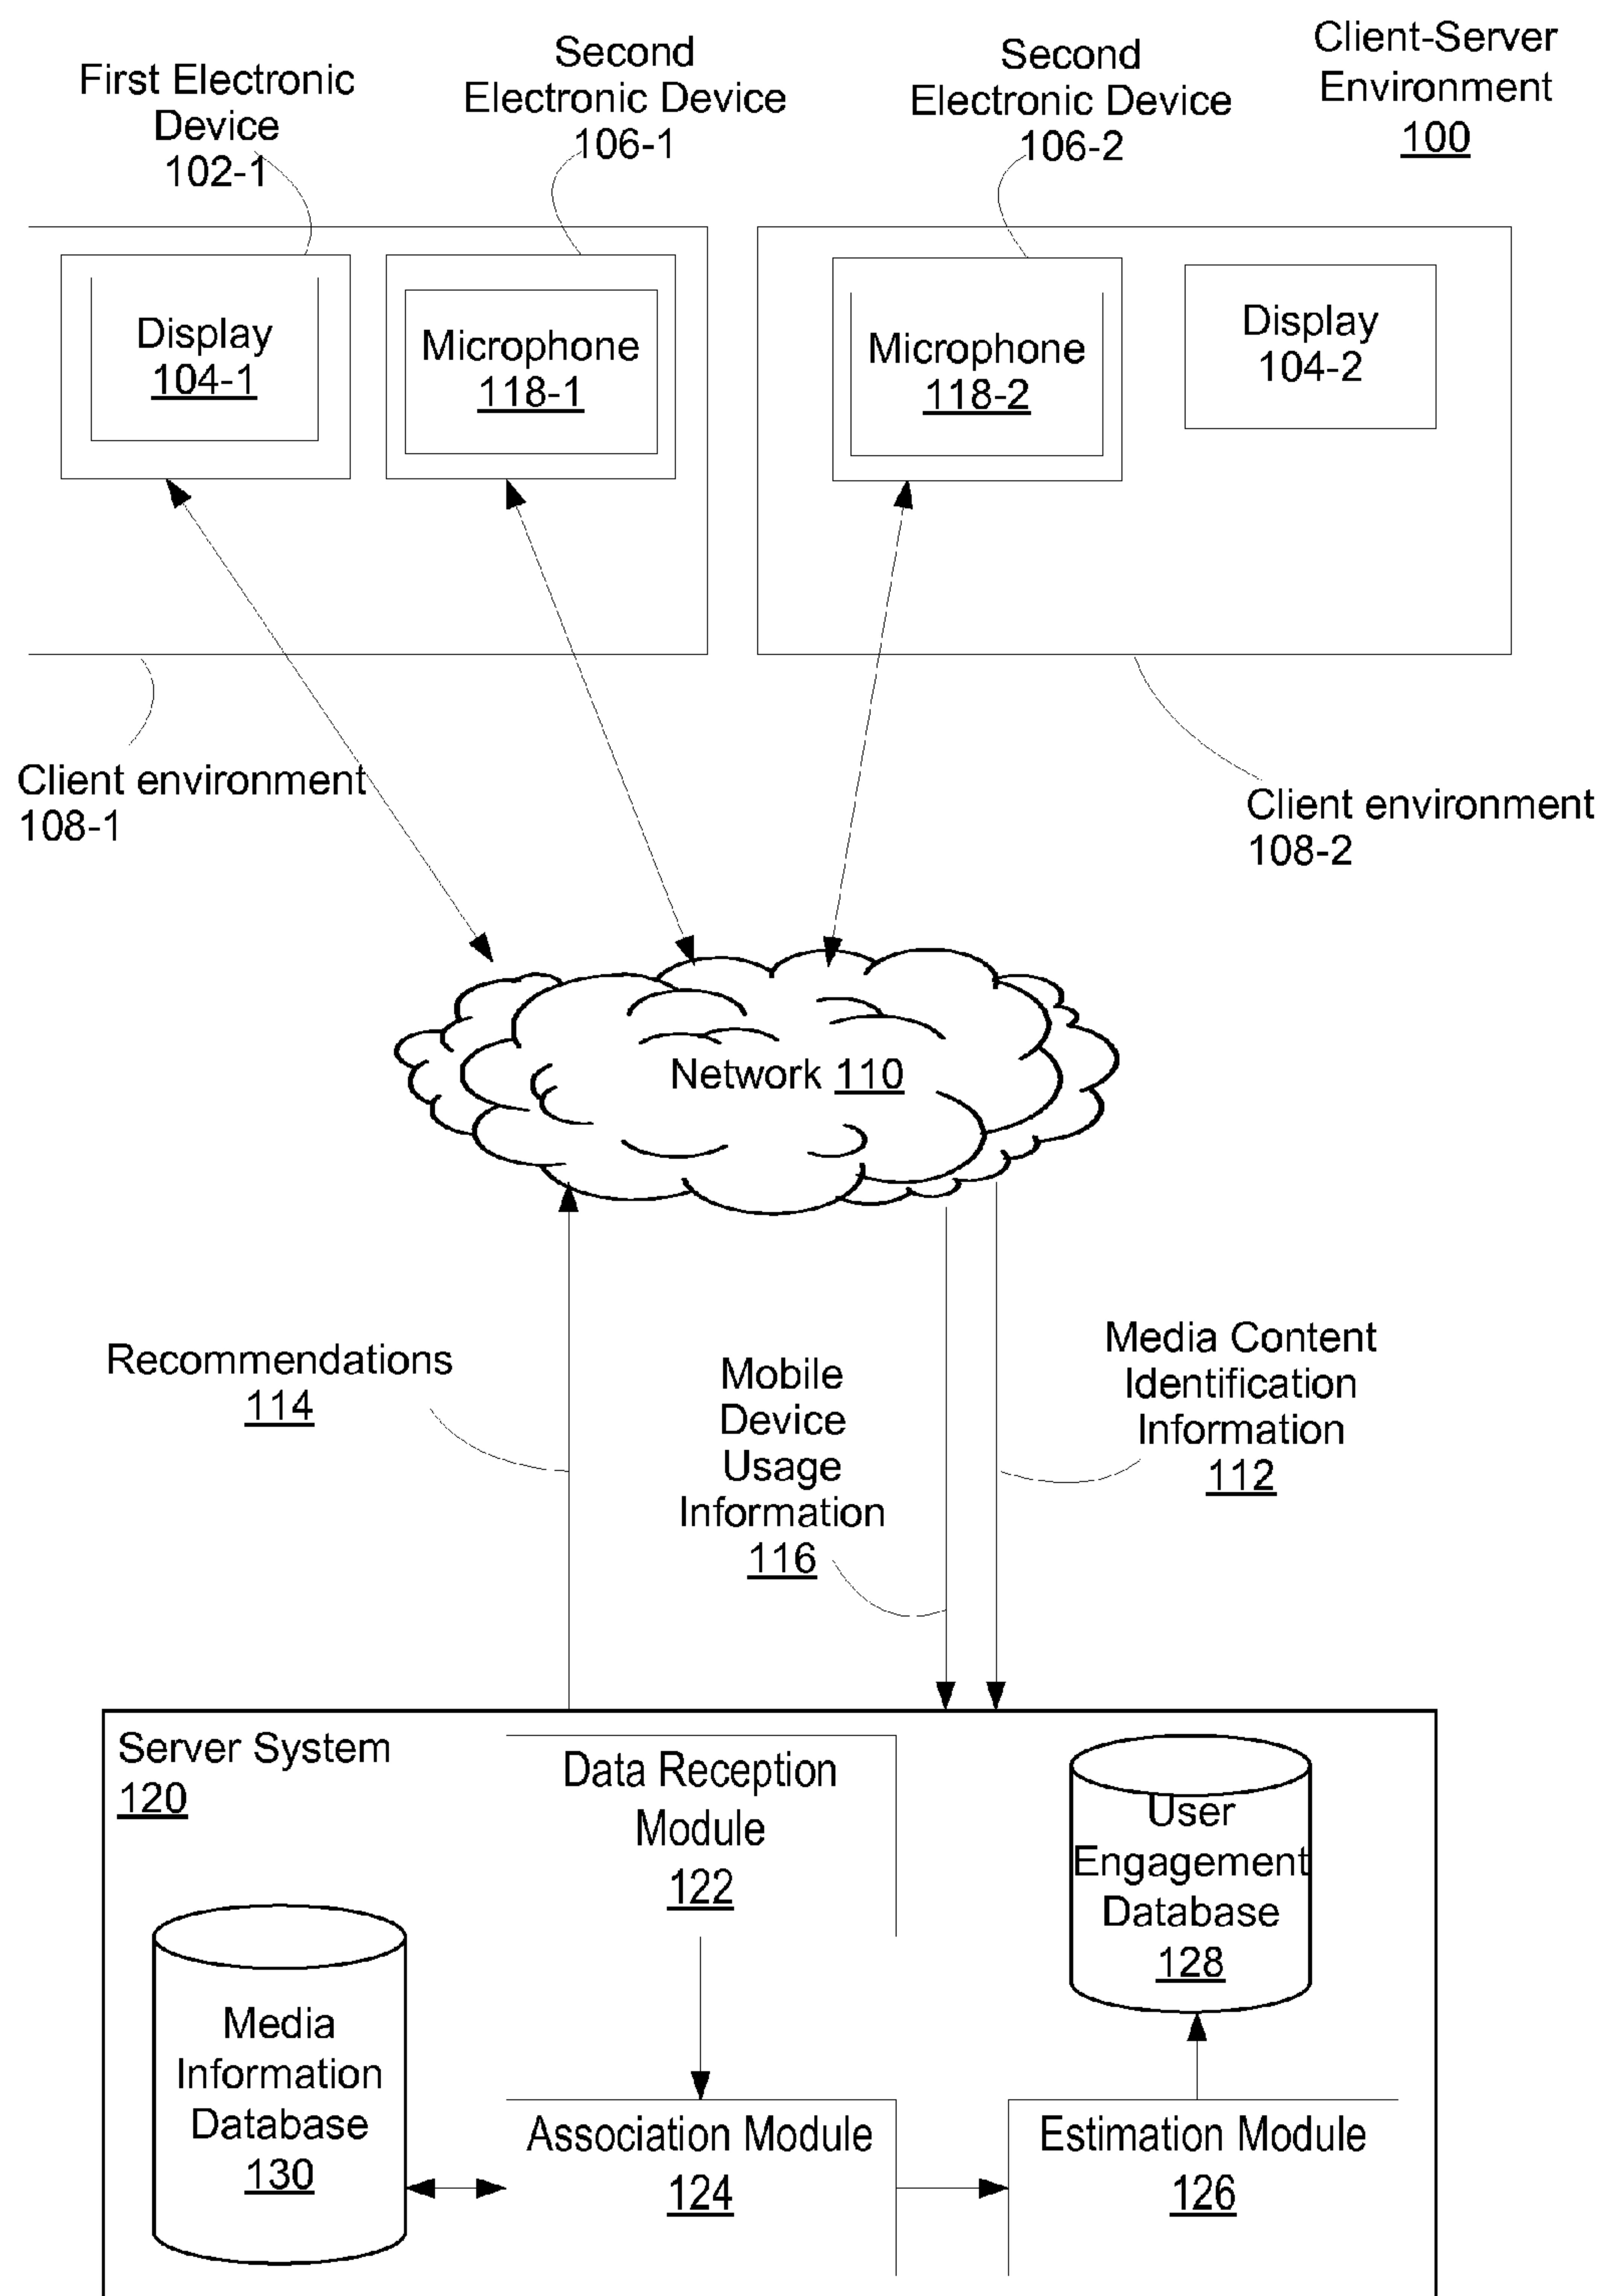 Client-Server
Environment
100
First Electronic
Device
102-1
Second
Electronic Device
106-1
Second
Electronic Device
106-2
Display
104-1
Microphone
118-1
Microphone
118-2
Display
104-2
Client environment
108-1
Client environment
108-2
Network 110
Recommendations
114
Mobile
Device
Usage
Information
116
Media Content
Identification
Information
112
Server System
120
Data Reception
Module
122
User
Engagement
Database
128
Media
Information
Database
130
Association Module
124
Estimation Module
126